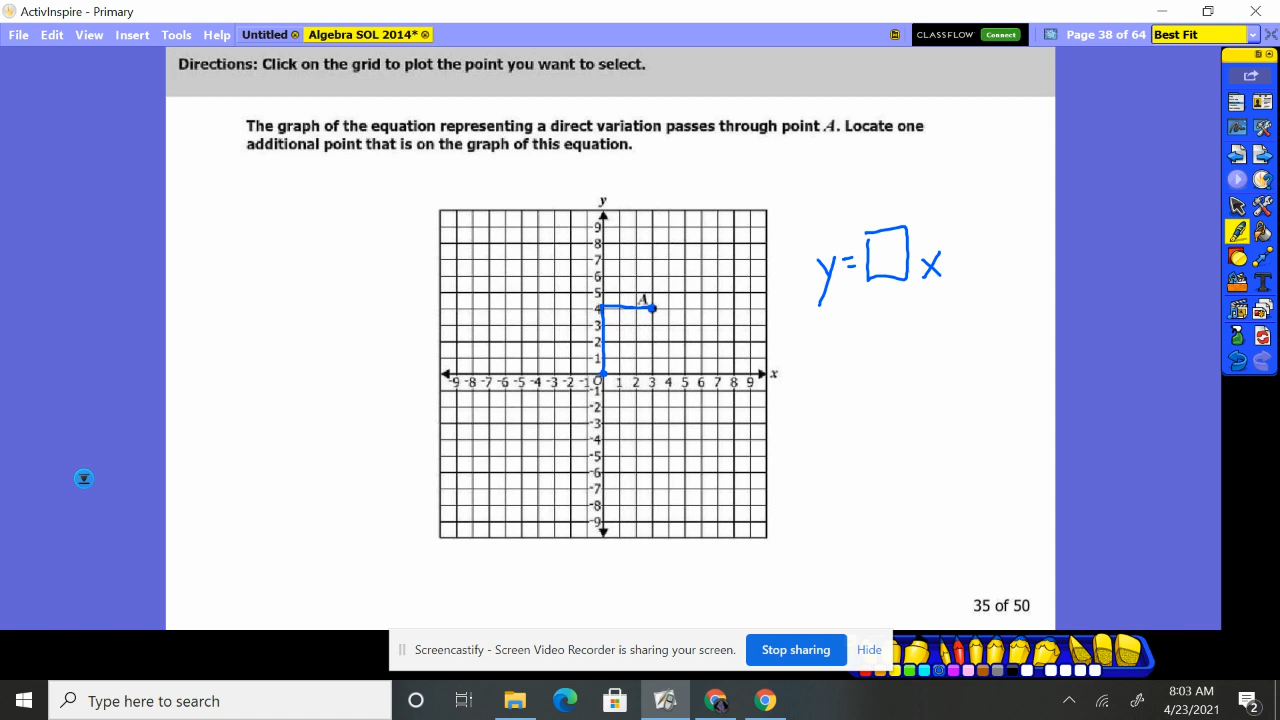 ActivInspire - Primary
File Edit View Insert Tools Help Untitled Algebra SOL 2014* CLASSFLOW Connect Page 38 of 64 Best Fit
Directions: Click on the grid to plot the point you want to select.
The graph of the equation representing a direct variation passes through point A. Locate one
additional point that is on the graph of this equation.
y
9
8
7
6
5
A
4
3
2
1
-9 -8 -7 -6 -5 -4 -3 -2 -1 O 1 2 3 4 5 6 7 8 9 x
-1
-2
-3
-4
-5
-6
-7
-8
-9
y = x
35 of 50
Screencastify - Screen Video Recorder is sharing your screen. Stop sharing Hide
Type here to search
8:03 AM
4/23/2021
2